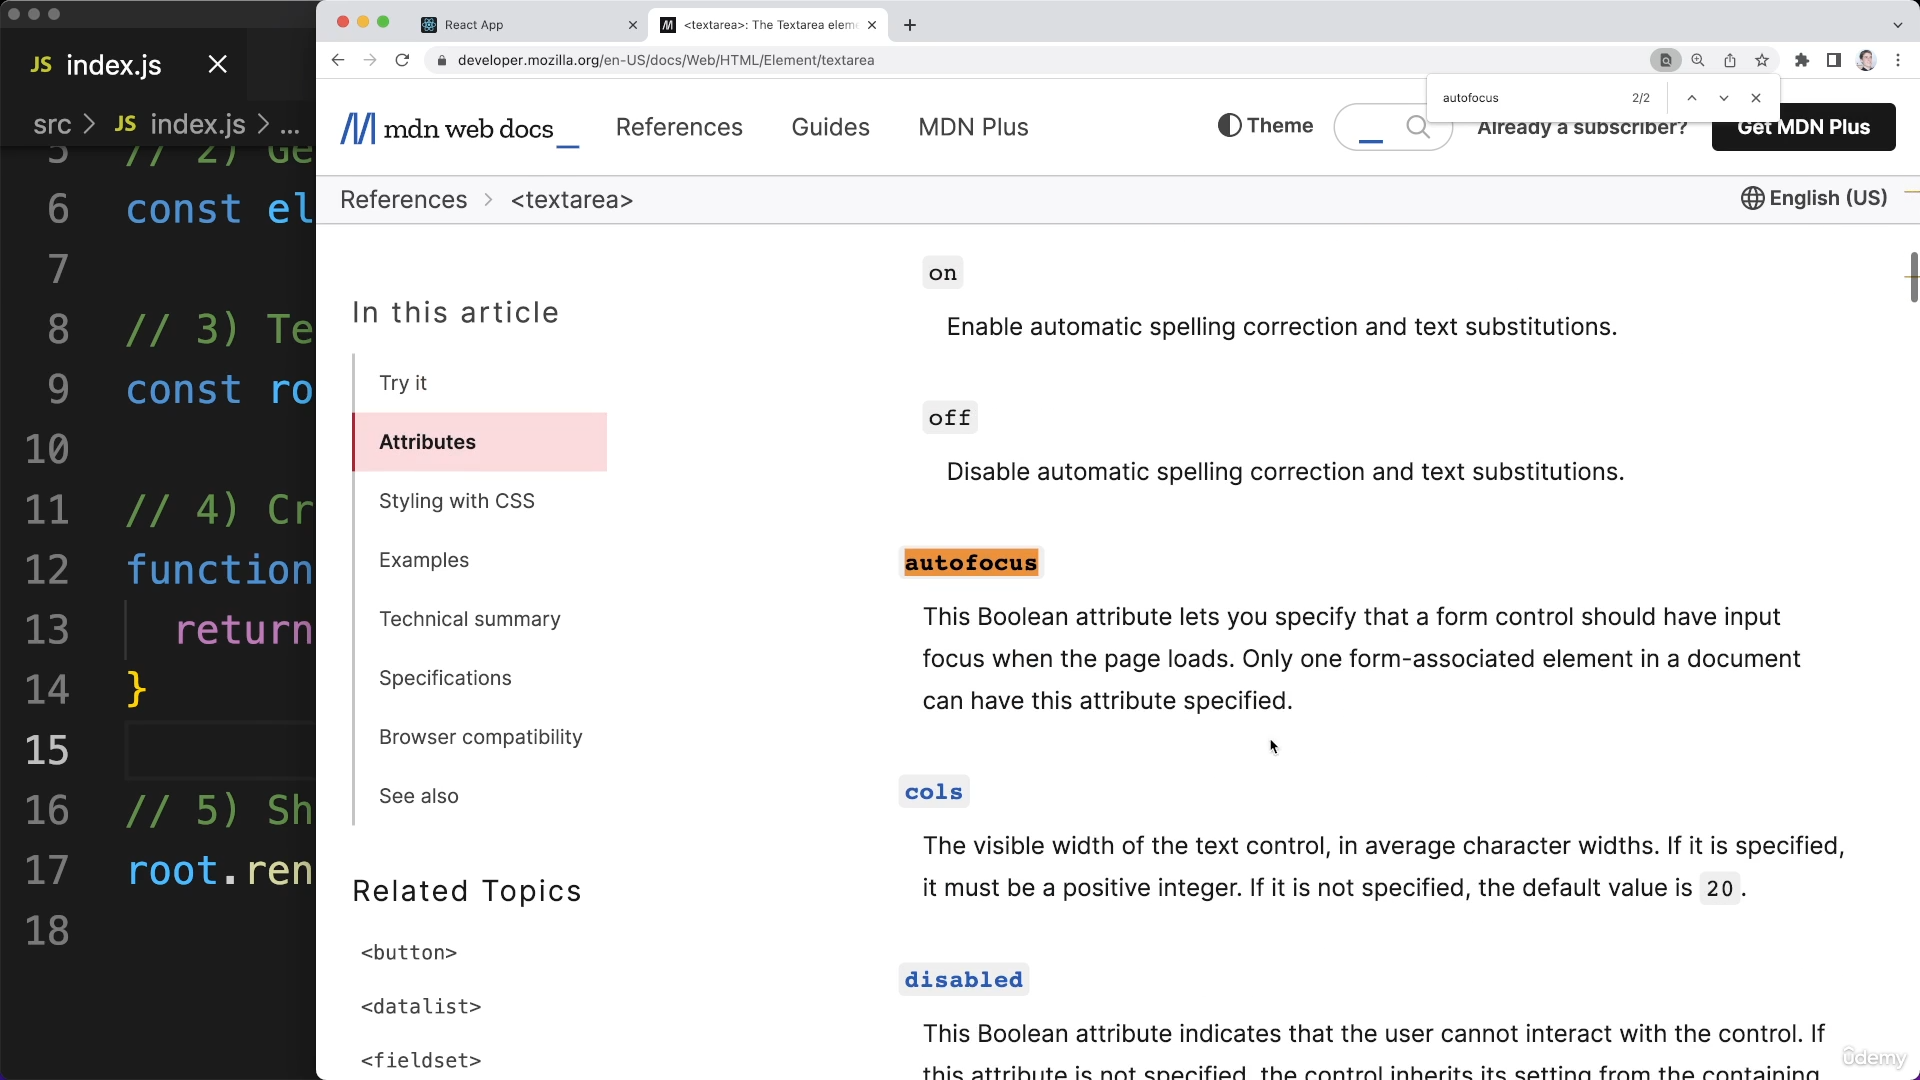 JS index.js
src > JS index.js > ...
5 // 2) Ge
6 const el
7
8 // 3) Te
9 const ro
10
11 // 4) Cr
12 function
13 return
14 }
15
16 // 5) Sh
17 root.ren
18
React App
<textarea>: The Textarea elem
developer.mozilla.org/en-US/docs/Web/HTML/Element/textarea
autofocus 2/2
mdn web docs_
References Guides MDN Plus
Theme
Already a subscriber?
Get MDN Plus
References > <textarea>
English (US)
In this article
Try it
Attributes
Styling with CSS
Examples
Technical summary
Specifications
Browser compatibility
See also
Related Topics
<button>
<datalist>
<fieldset>
on
Enable automatic spelling correction and text substitutions.
off
Disable automatic spelling correction and text substitutions.
autofocus
This Boolean attribute lets you specify that a form control should have input
focus when the page loads. Only one form-associated element in a document
can have this attribute specified.
cols
The visible width of the text control, in average character widths. If it is specified,
it must be a positive integer. If it is not specified, the default value is 20.
disabled
This Boolean attribute indicates that the user cannot interact with the control. If
this attribute is not specified, the control inherits its setting from the containing
ûdemy